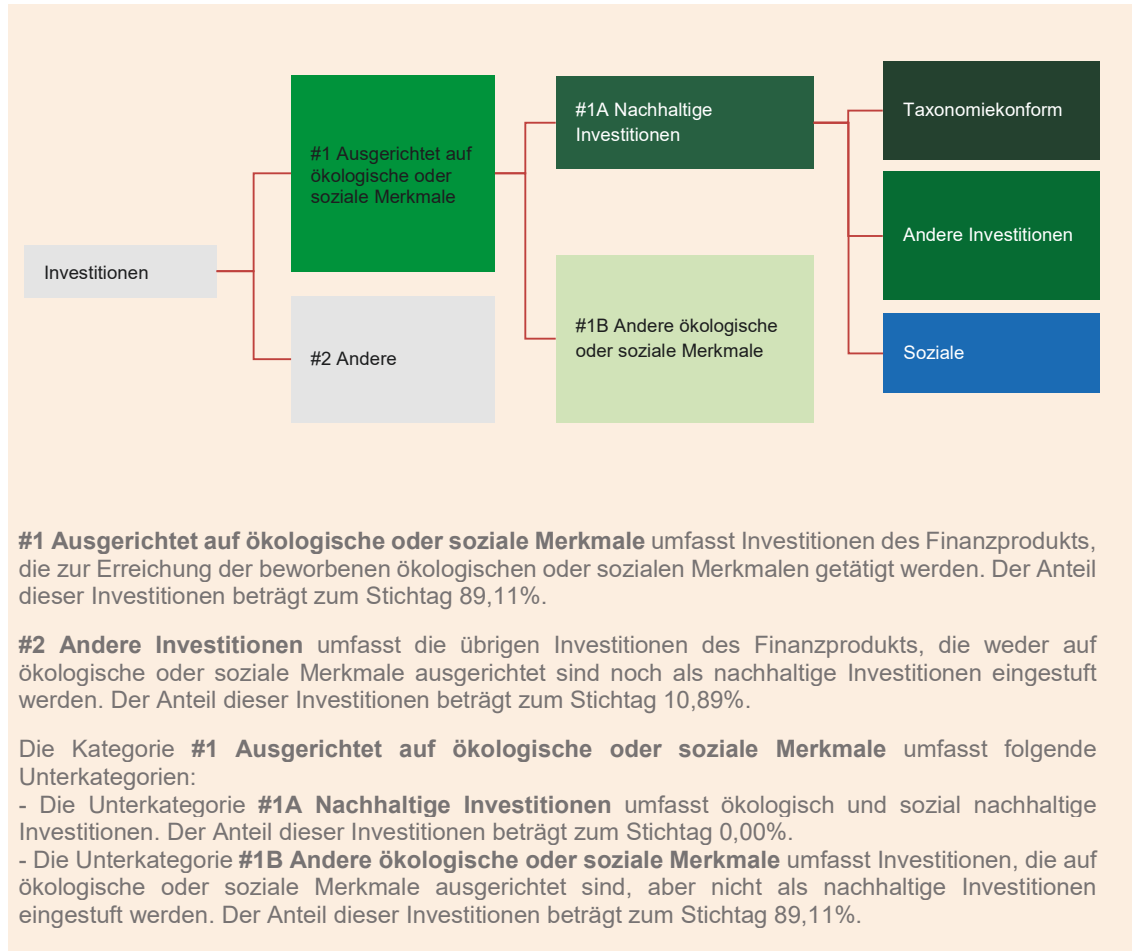 Investitionen
#1 Ausgerichtet auf
ökologische oder
soziale Merkmale
#2 Andere
#1A Nachhaltige
Investitionen
#1B Andere ökologische
oder soziale Merkmale
Taxonomiekonform
Andere Investitionen
Soziale
#1 Ausgerichtet auf ökologische oder soziale Merkmale umfasst Investitionen des Finanzprodukts,
die zur Erreichung der beworbenen ökologischen oder sozialen Merkmalen getätigt werden. Der Anteil
dieser Investitionen beträgt zum Stichtag 89,11%.
#2 Andere Investitionen umfasst die übrigen Investitionen des Finanzprodukts, die weder auf
ökologische oder soziale Merkmale ausgerichtet sind noch als nachhaltige Investitionen eingestuft
werden. Der Anteil dieser Investitionen beträgt zum Stichtag 10,89%.
Die Kategorie #1 Ausgerichtet auf ökologische oder soziale Merkmale umfasst folgende
Unterkategorien:
- Die Unterkategorie #1A Nachhaltige Investitionen umfasst ökologisch und sozial nachhaltige
Investitionen. Der Anteil dieser Investitionen beträgt zum Stichtag 0,00%.
- Die Unterkategorie #1B Andere ökologische oder soziale Merkmale umfasst Investitionen, die auf
ökologische oder soziale Merkmale ausgerichtet sind, aber nicht als nachhaltige Investitionen
eingestuft werden. Der Anteil dieser Investitionen beträgt zum Stichtag 89,11%.